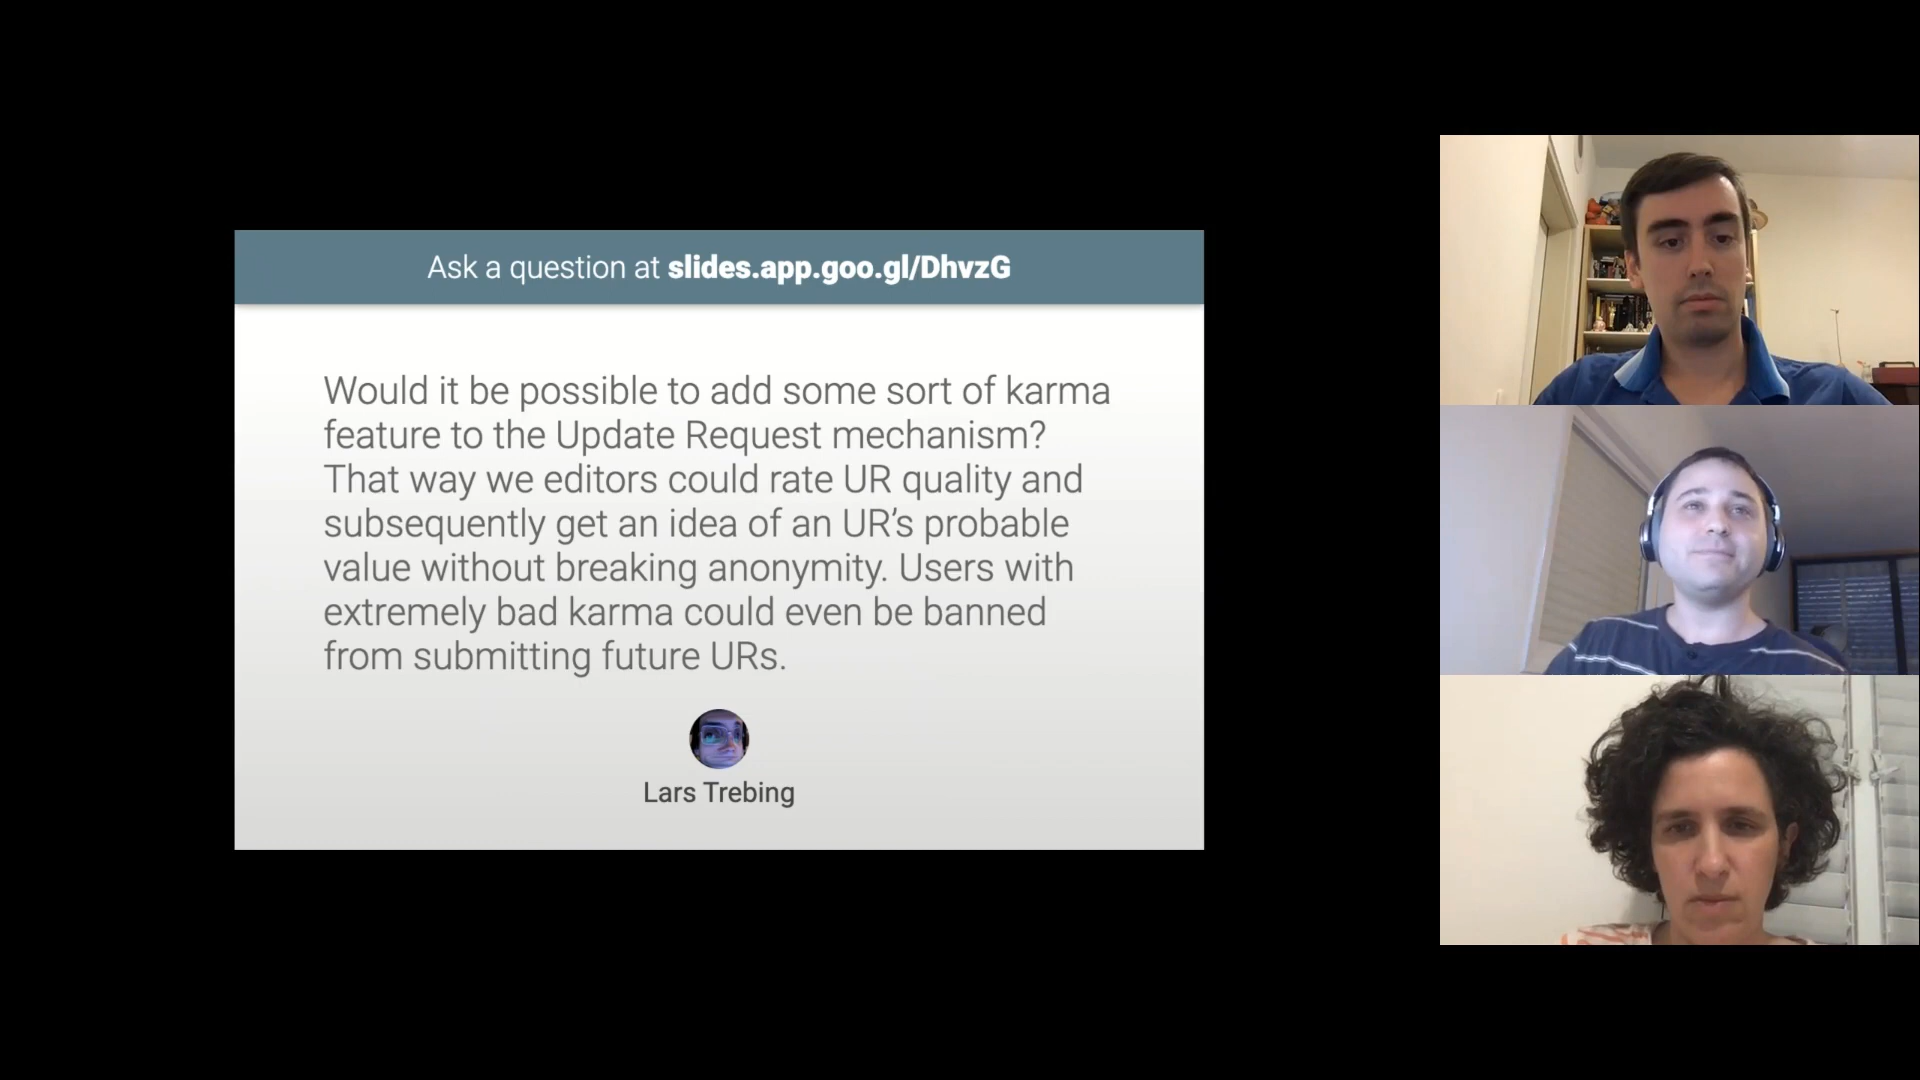 Ask a question at slides.app.goo.gl/DhvzG
Would it be possible to add some sort of karma
feature to the Update Request mechanism?
That way we editors could rate UR quality and
subsequently get an idea of an UR’s probable
value without breaking anonymity. Users with
extremely bad karma could even be banned
from submitting future URs.
Lars Trebing